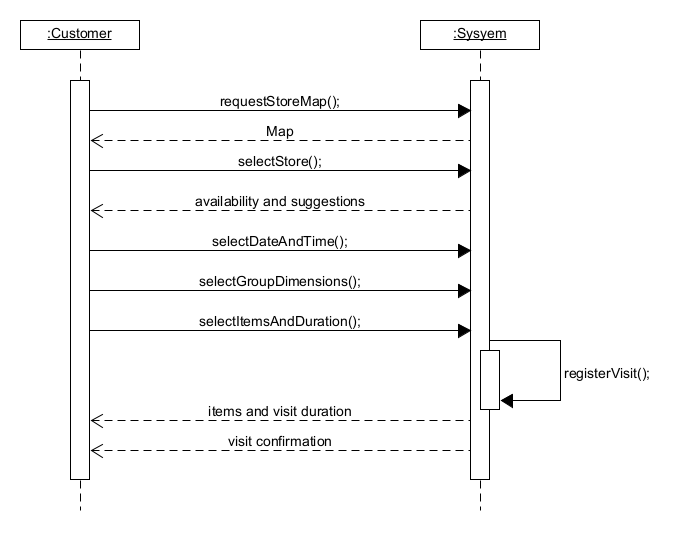 :Customer
:Sysyem
requestStoreMap();
Map
selectStore();
availability and suggestions
selectDateAndTime();
selectGroupDimensions();
selectItemsAndDuration();
registerVisit();
items and visit duration
visit confirmation